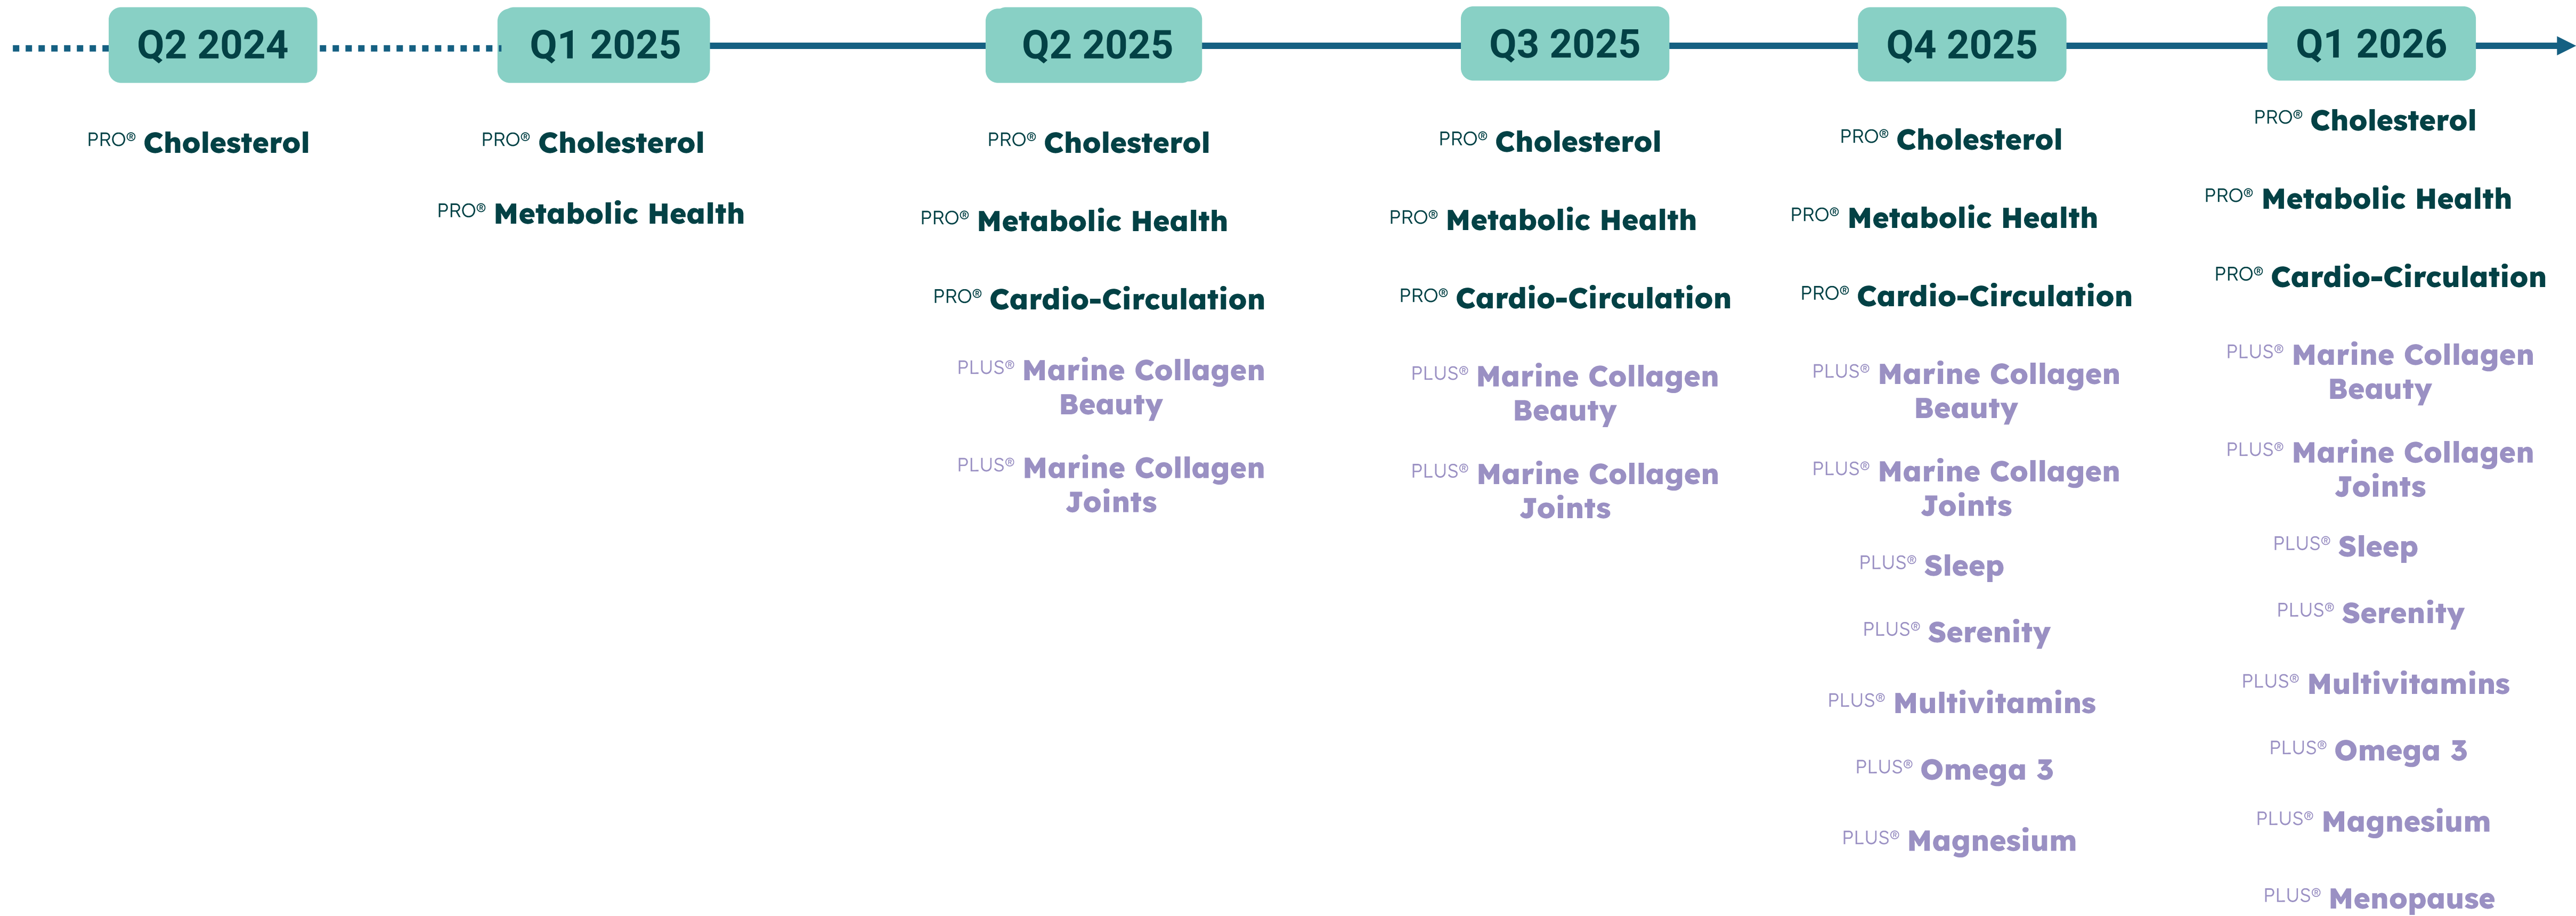 Q2 2024
Q1 2025
Q2 2025
Q3 2025
Q4 2025
Q1 2026
PRO® Cholesterol
PRO® Cholesterol
PRO® Metabolic Health
PRO® Cholesterol
PRO® Metabolic Health
PRO® Cardio-Circulation
PLUS® Marine Collagen
Beauty
PLUS® Marine Collagen
Joints
PRO® Cholesterol
PRO® Metabolic Health
PRO® Cardio-Circulation
PLUS® Marine Collagen
Beauty
PLUS® Marine Collagen
Joints
PRO® Cholesterol
PRO® Metabolic Health
PRO® Cardio-Circulation
PLUS® Marine Collagen
Beauty
PLUS® Marine Collagen
Joints
PLUS® Sleep
PLUS® Serenity
PLUS® Multivitamins
PLUS® Omega 3
PLUS® Magnesium
PRO® Cholesterol
PRO® Metabolic Health
PRO® Cardio-Circulation
PLUS® Marine Collagen
Beauty
PLUS® Marine Collagen
Joints
PLUS® Sleep
PLUS® Serenity
PLUS® Multivitamins
PLUS® Omega 3
PLUS® Magnesium
PLUS® Menopause